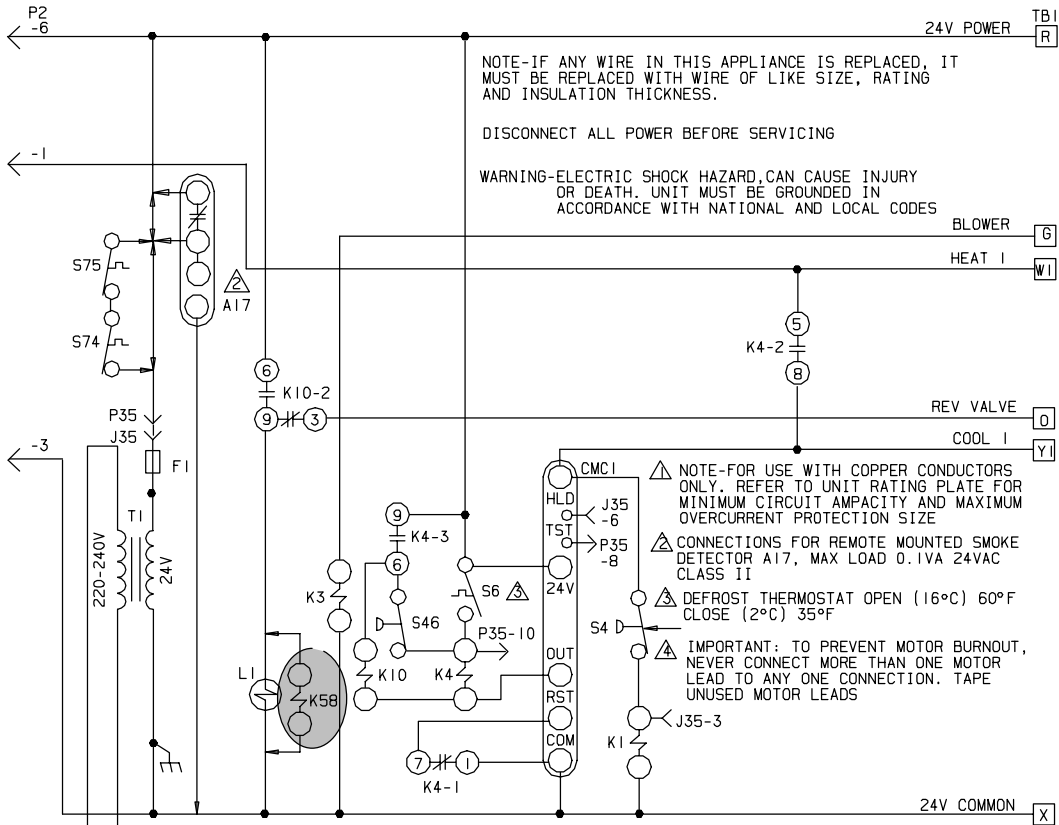 P2
-6
24V POWER
TB1
R
NOTE-IF ANY WIRE IN THIS APPLIANCE IS REPLACED, IT
MUST BE REPLACED WITH WIRE OF LIKE SIZE, RATING
AND INSULATION THICKNESS.
DISCONNECT ALL POWER BEFORE SERVICING
-1
WARNING-ELECTRIC SHOCK HAZARD,CAN CAUSE INJURY
OR DEATH. UNIT MUST BE GROUNDED IN
ACCORDANCE WITH NATIONAL AND LOCAL CODES
BLOWER
G
HEAT 1
W1
S75
2
A17
S74
5
K4-2
8
6
K10-2
9
3
REV VALVE
O
P35
J35
-3
COOL 1
Y1
F1
CMC1
HLD
J35
-6
TST
P35
-8
24V
1 NOTE-FOR USE WITH COPPER CONDUCTORS
ONLY. REFER TO UNIT RATING PLATE FOR
MINIMUM CIRCUIT AMPACITY AND MAXIMUM
OVERCURRENT PROTECTION SIZE
2 CONNECTIONS FOR REMOTE MOUNTED SMOKE
DETECTOR A17, MAX LOAD 0.1VA 24VAC
CLASS II
3 DEFROST THERMOSTAT OPEN (16°C) 60°F
CLOSE (2°C) 35°F
4 IMPORTANT: TO PREVENT MOTOR BURNOUT,
NEVER CONNECT MORE THAN ONE MOTOR
LEAD TO ANY ONE CONNECTION. TAPE
UNUSED MOTOR LEADS
T1
220-240V
24V
9
K4-3
6
K3
S6 3
S46
P35-10
S4
L1
K58
K10
K4
OUT
RST
COM
J35-3
K1
7
1
K4-1
24V COMMON
X